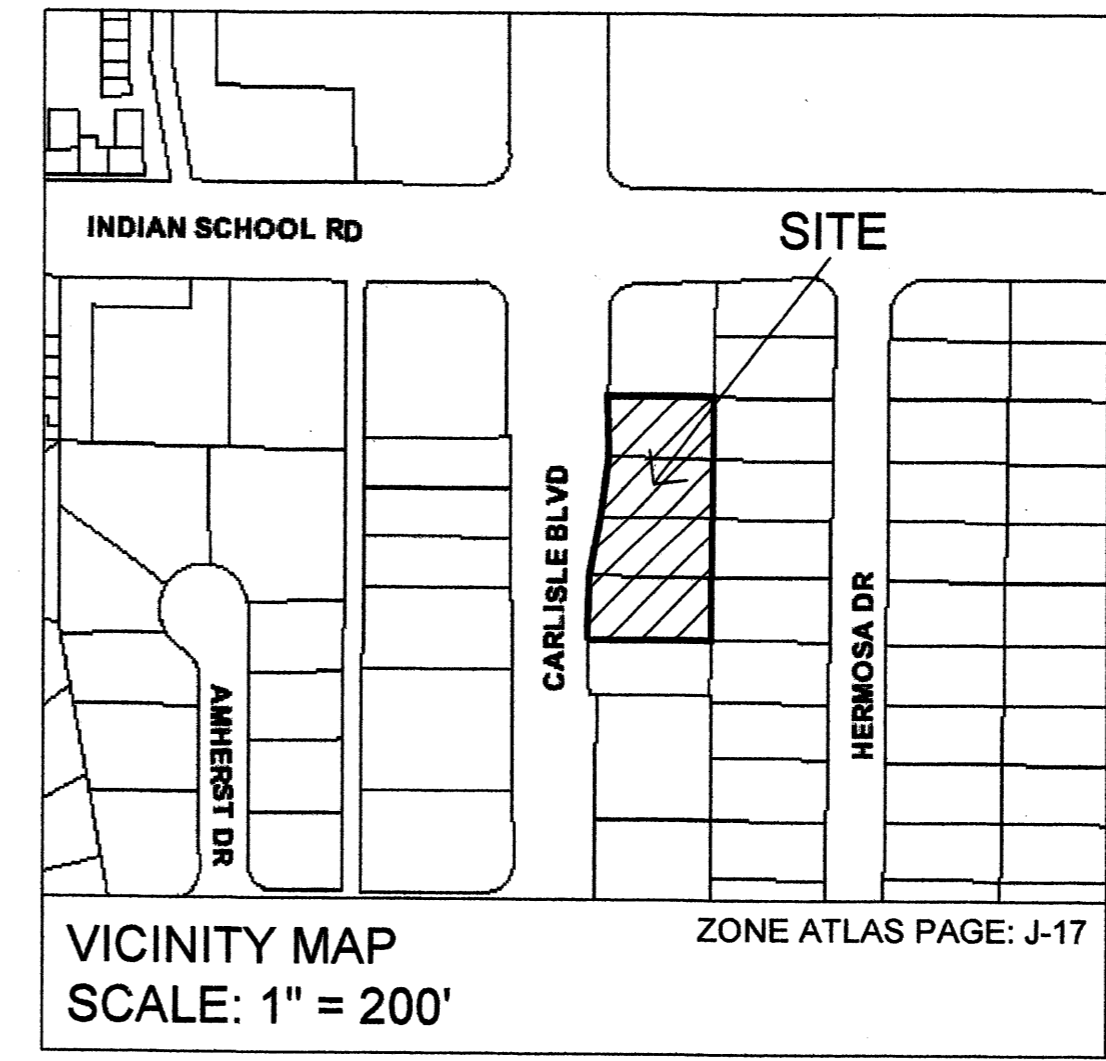 INDIAN SCHOOL RD
SITE
CARLISLE BLVD
HERMOSA DR
AMHERST DR
VICINITY MAP
SCALE: 1" = 200'
ZONE ATLAS PAGE: J-17